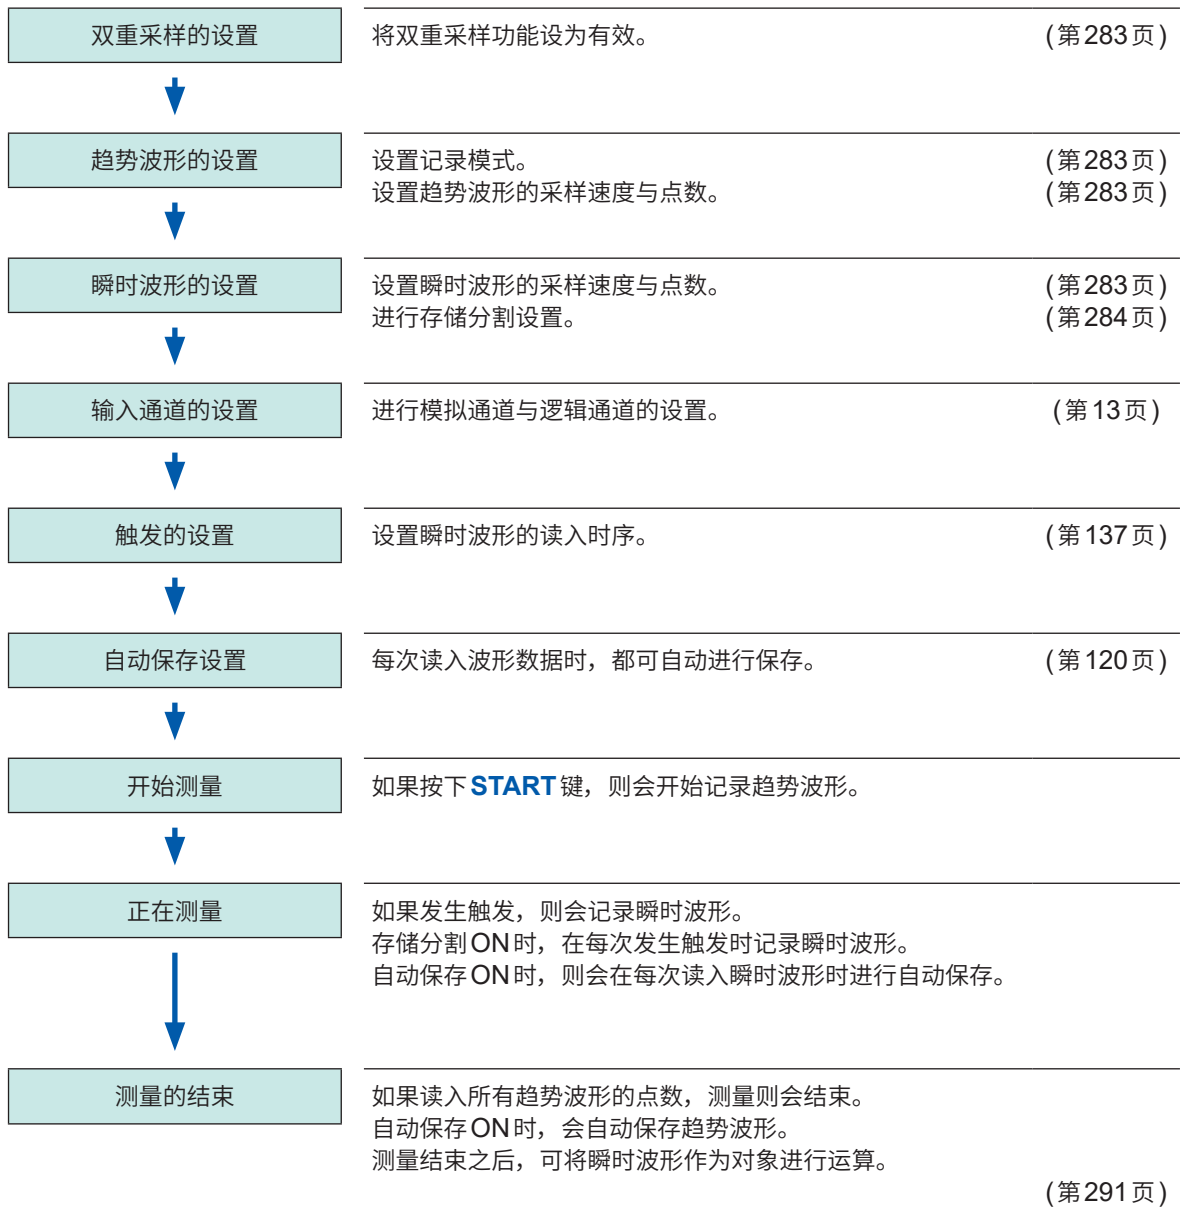 双重采样的设置
将双重采样功能设为有效。 (第283页)
趋势波形的设置
设置记录模式。 (第283页)
设置趋势波形的采样速度与点数。 (第283页)
瞬时波形的设置
设置瞬时波形的采样速度与点数。 (第283页)
进行存储分割设置。 (第284页)
输入通道的设置
进行模拟通道与逻辑通道的设置。 (第13页)
触发的设置
设置瞬时波形的读入时序。 (第137页)
自动保存设置
每次读入波形数据时，都可自动进行保存。 (第120页)
开始测量
如果按下START键，则会开始记录趋势波形。
正在测量
如果发生触发，则会记录瞬时波形。
存储分割ON时，在每次发生触发时记录瞬时波形。
自动保存ON时，则会在每次读入瞬时波形时进行自动保存。
测量的结束
如果读入所有趋势波形的点数，测量则会结束。
自动保存ON时，会自动保存趋势波形。
测量结束之后，可将瞬时波形作为对象进行运算。
(第291页)